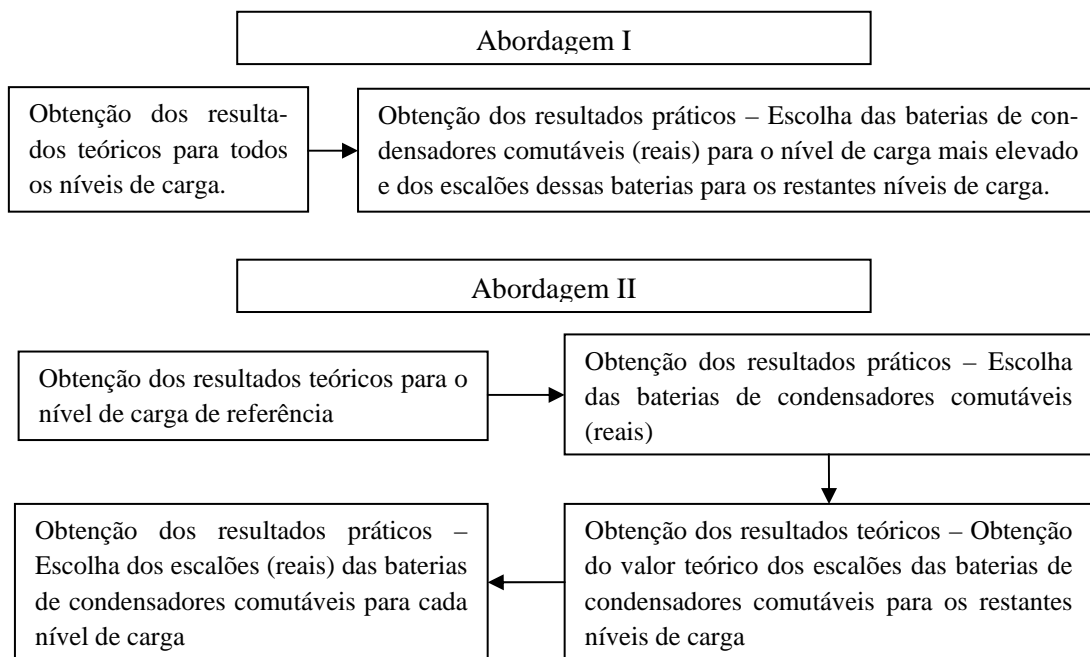 Abordagem I
Obtenção dos resulta-
dos teóricos para todos
os níveis de carga.
Obtenção dos resultados práticos – Escolha das baterias de con-
densadores comutáveis (reais) para o nível de carga mais elevado
e dos escalões dessas baterias para os restantes níveis de carga.
Abordagem II
Obtenção dos resultados teóricos para o
nível de carga de referência
Obtenção dos resultados práticos – Escolha
das baterias de condensadores comutáveis
(reais)
Obtenção dos resultados teóricos – Obtenção
do valor teórico dos escalões das baterias de
condensadores comutáveis para os restantes
níveis de carga
Obtenção dos resultados práticos –
Escolha dos escalões (reais) das baterias
de condensadores comutáveis para cada
nível de carga